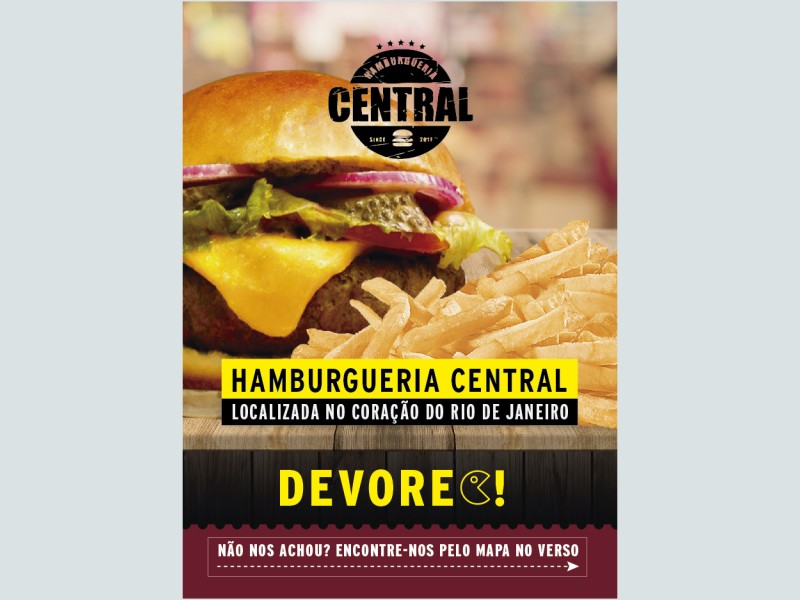 HAMBURGUERIA
CENTRAL
SINCE
HAMBURGUERIA CENTRAL
LOCALIZADA NO CORAÇÃO DO RIO DE JANEIRO
DEVORE!
NÃO NOS ACHOU? ENCONTRE-NOS PELO MAPA NO VERSO